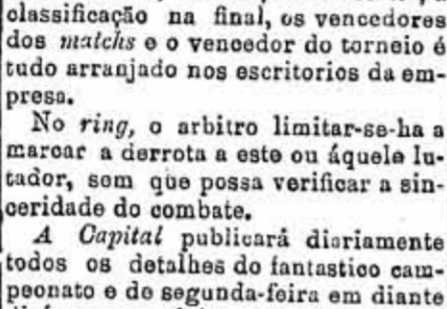 classificação na final, os vencedores
dos matchs e o vencedor do torneio é
tudo arranjado nos escritorios da em-
presa.
No ring, o arbitro limitar-se-ha a
marcar a derrota a este ou áquele lu-
tador, sem que possa verificar a sin-
ceridade do combate.
A Capital publicará diariamente
todos os detalhes do fantastico cam-
peonato e de segunda-feira em diante